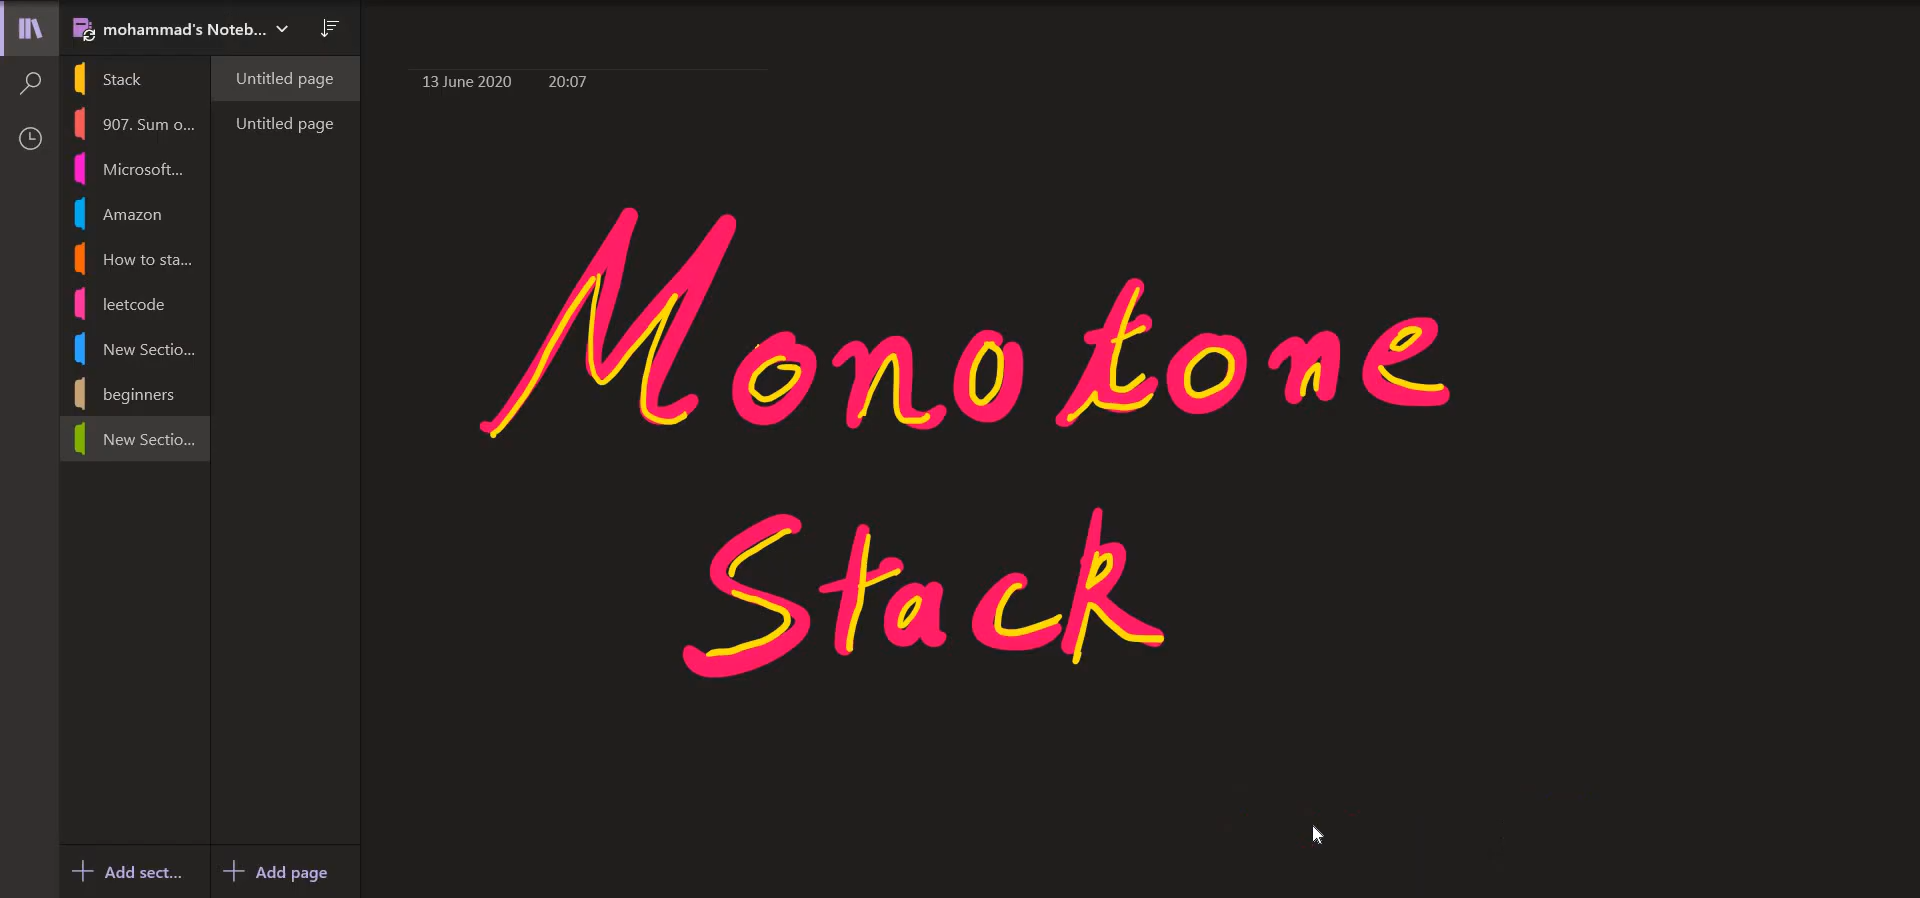 mohammad's Noteb...
Stack
907. Sum o...
Microsoft...
Amazon
How to sta...
leetcode
New Sectio...
beginners
New Sectio...
Add sect...
Untitled page
Untitled page
Add page
13 June 2020 20:07
Monotone
Stack